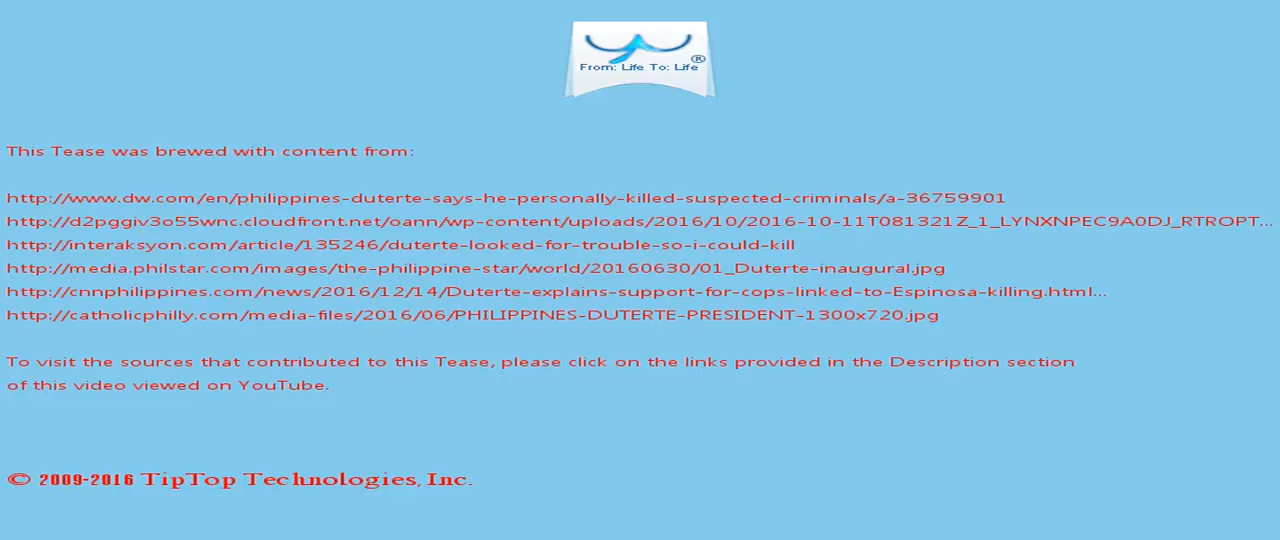 From: Life To: Life®
This Tease was brewed with content from:
http://www.dw.com/en/philippines-duterte-says-he-personally-killed-suspected-criminals/a-36759901
http://d2pggiv3o55wnc.cloudfront.net/oann/wp-content/uploads/2016/10/2016-10-11T081321Z_1_LYNXNPEC9A0DJ_RTROPT...
http://interaksyon.com/article/135246/duterte-looked-for-trouble-so-i-could-kill
http://media.philstar.com/images/the-philippine-star/world/20160630/01_Duterte-inaugural.jpg
http://cnnphilippines.com/news/2016/12/14/Duterte-explains-support-for-cops-linked-to-Espinosa-killing.html...
http://catholicphilly.com/media-files/2016/06/PHILIPPINES-DUTERTE-PRESIDENT-1300x720.jpg
To visit the sources that contributed to this Tease, please click on the links provided in the Description section
of this video viewed on YouTube.
© 2009-2016 TipTop Technologies, Inc.